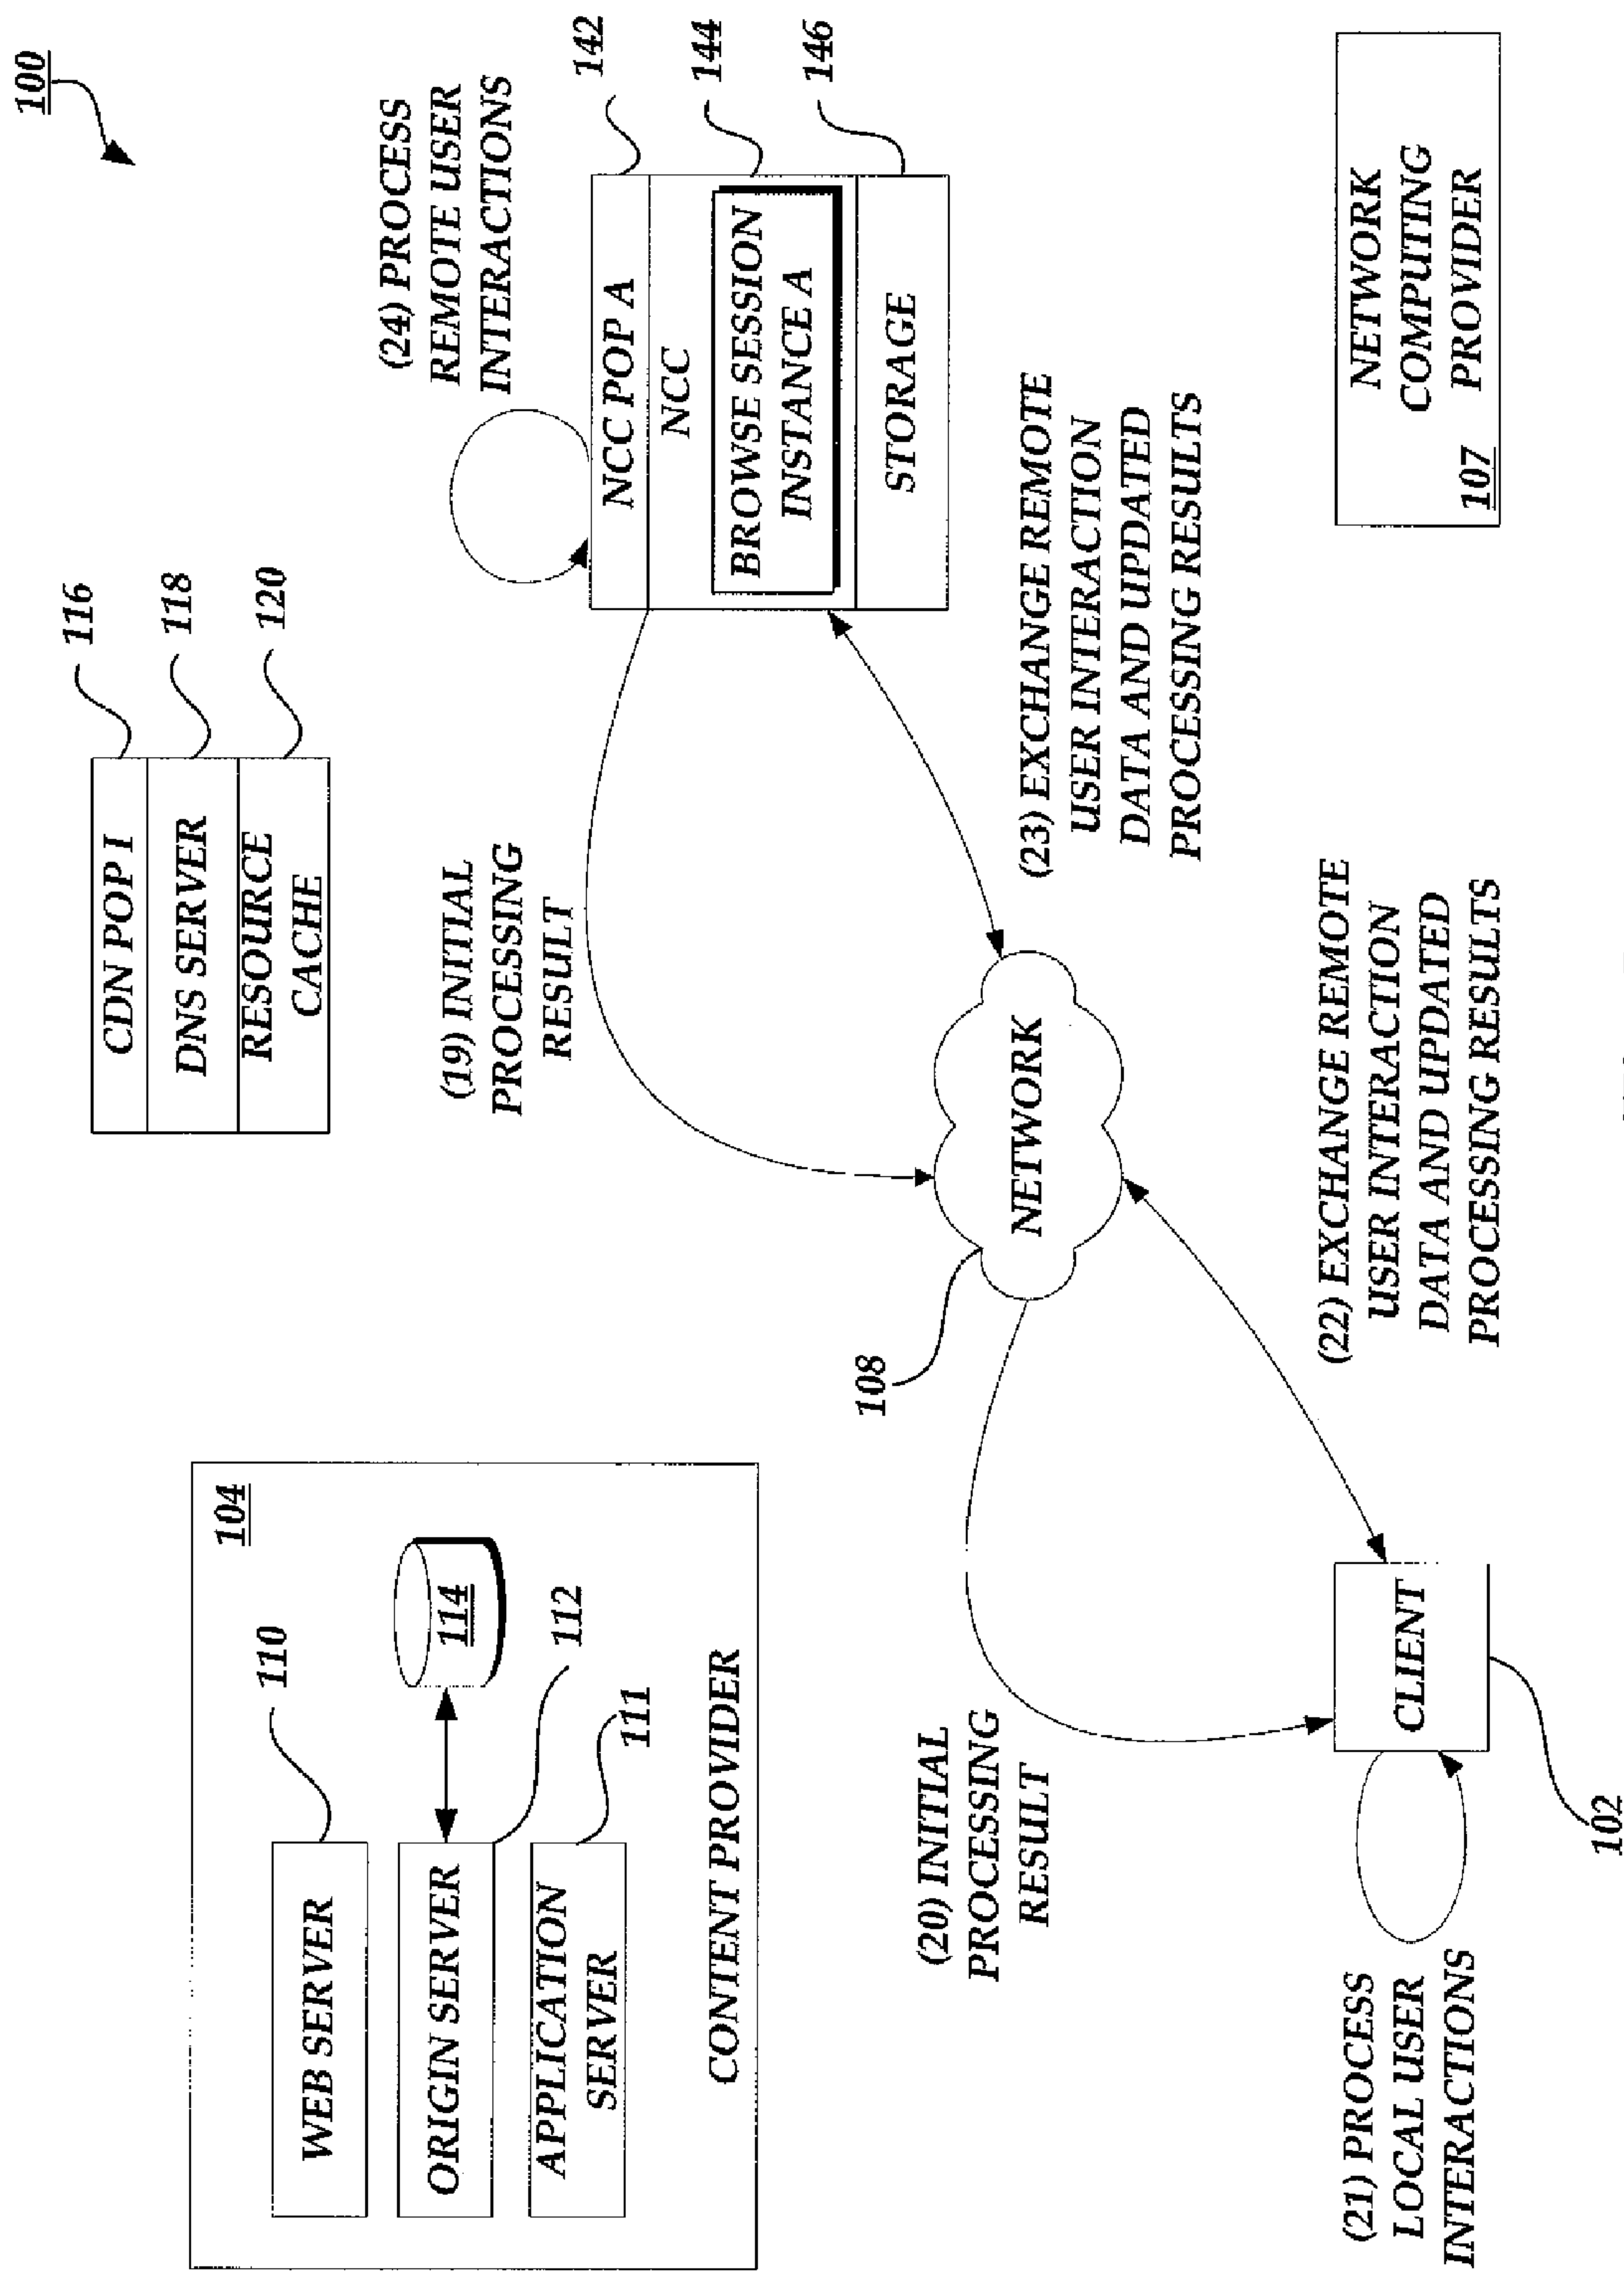 100
104
WEB SERVER
110
ORIGIN SERVER
114
112
APPLICATION
SERVER
111
CONTENT PROVIDER
CDN POP I
116
DNS SERVER
118
RESOURCE
CACHE
120
(24) PROCESS
REMOTE USER
INTERACTIONS
NCC POP A
142
NCC
144
BROWSE SESSION
INSTANCE A
STORAGE
146
(19) INITIAL
PROCESSING
RESULT
108
NETWORK
(23) EXCHANGE REMOTE
USER INTERACTION
DATA AND UPDATED
PROCESSING RESULTS
(20) INITIAL
PROCESSING
RESULT
(22) EXCHANGE REMOTE
USER INTERACTION
DATA AND UPDATED
PROCESSING RESULTS
(21) PROCESS
LOCAL USER
INTERACTIONS
CLIENT
102
NETWORK
COMPUTING
PROVIDER
107